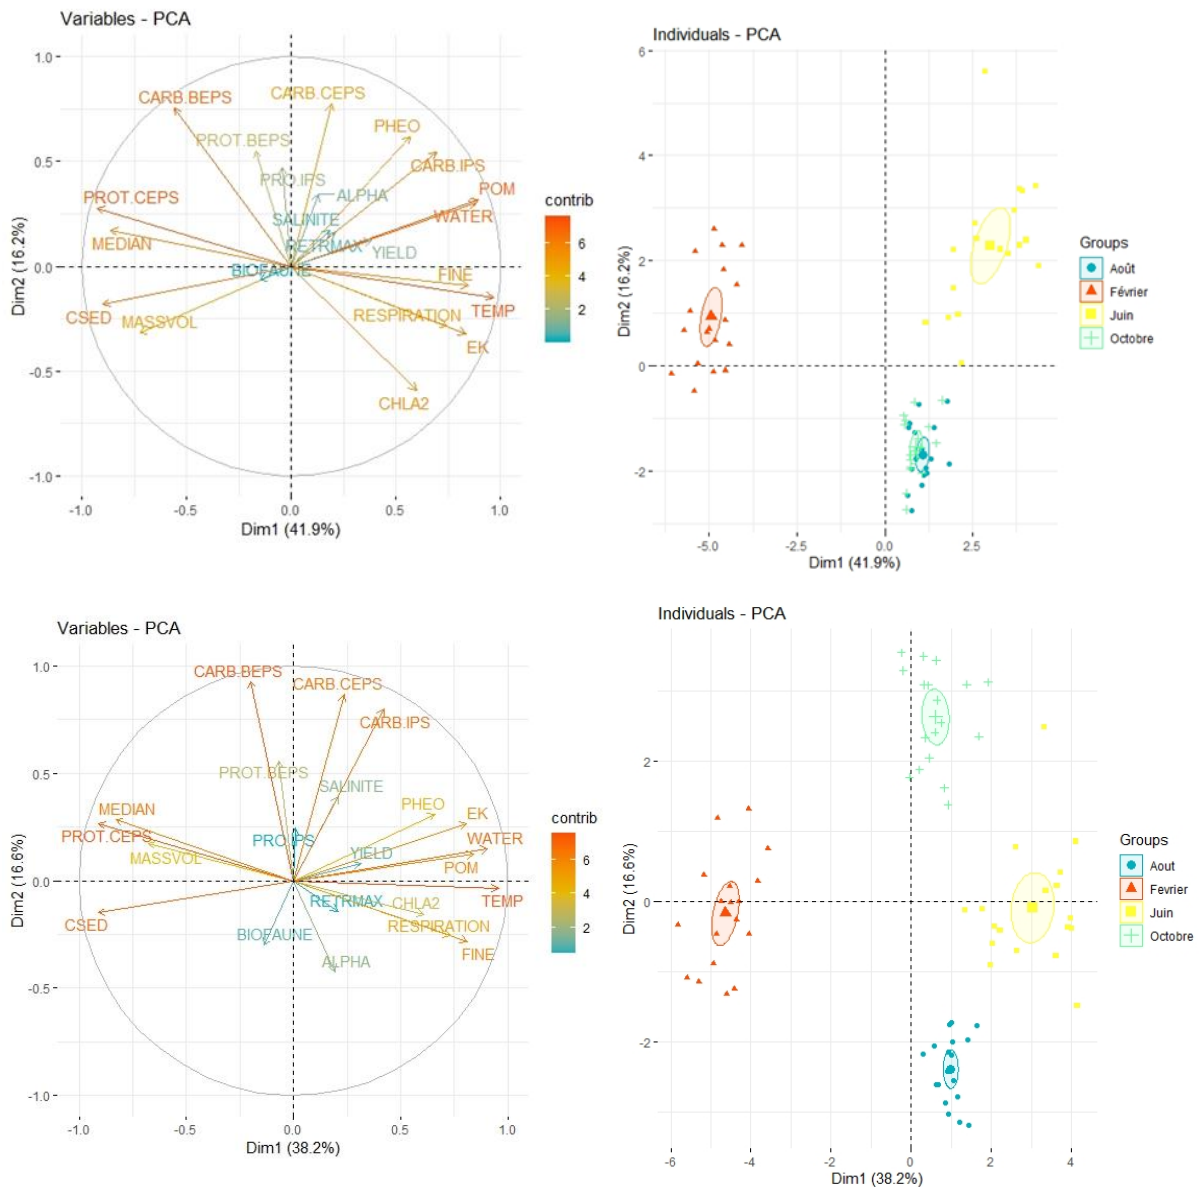 Variables - PCA
1.0
0.5
0.0
-0.5
-1.0
Dim2 (16.2%)
CARB.BEPS
CARB.CEPS
PHEO
PROT.BEPS
CARB.IPS
PRO.IPS
PROT.CEPS
ALPHA
POM
SALINITE
WATER
MEDIAN
RETRMAX
YIELD
BIOFAUNE
FINE
CSED
MASSVOL
RESPIRATION
TEMP
EK
CHLA2
-1.0
-0.5
0.0
0.5
1.0
Dim1 (41.9%)
contrib
6
4
2
Individuals - PCA
6
4
2
0
-2
Dim2 (16.2%)
-5.0
-2.5
0.0
2.5
Dim1 (41.9%)
Groups
Août
Février
Juin
Octobre
Variables - PCA
1.0
0.5
0.0
-0.5
-1.0
Dim2 (16.6%)
CARB.BEPS
CARB.CEPS
CARB.IPS
PROT.BEPS
SALINITE
MEDIAN
PHEO
EK
PROT.CEPS
PRO.IPS
WATER
MASSVOL
YIELD
POM
RETRMAX
CHLA2
TEMP
CSED
BIOFAUNE
RESPIRATION
ALPHA
FINE
-1.0
-0.5
0.0
0.5
1.0
Dim1 (38.2%)
contrib
6
4
2
Individuals - PCA
2
0
-2
Dim2 (16.6%)
-6
-4
-2
0
2
4
Dim1 (38.2%)
Groups
Aout
Fevrier
Juin
Octobre